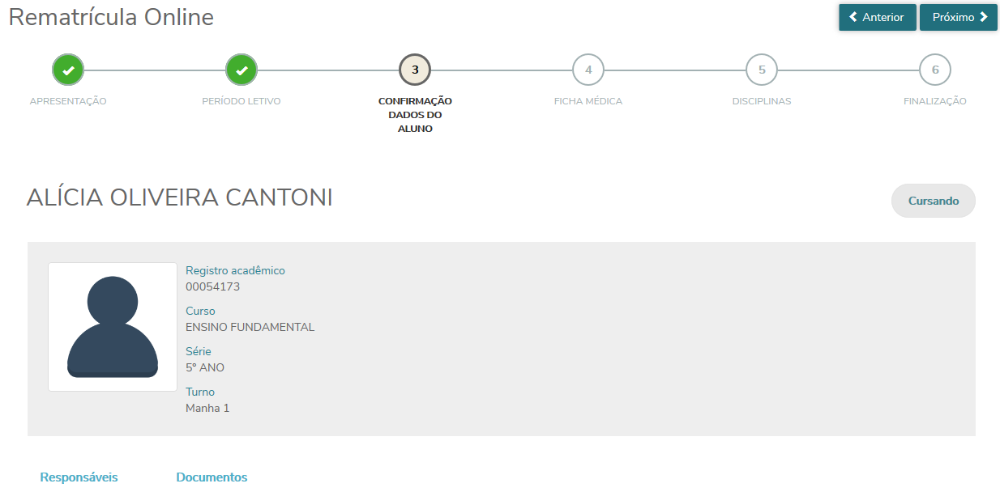 Rematrícula Online
Anterior
Próximo
3
4
5
6
APRESENTAÇÃO
PERÍODO LETIVO
CONFIRMAÇÃO
DADOS DO
ALUNO
FICHA MÉDICA
DISCIPLINAS
FINALIZAÇÃO
ALÍCIA OLIVEIRA CANTONI
Cursando
Registro acadêmico
00054173
Curso
ENSINO FUNDAMENTAL
Série
5º ANO
Turno
Manha 1
Responsáveis
Documentos